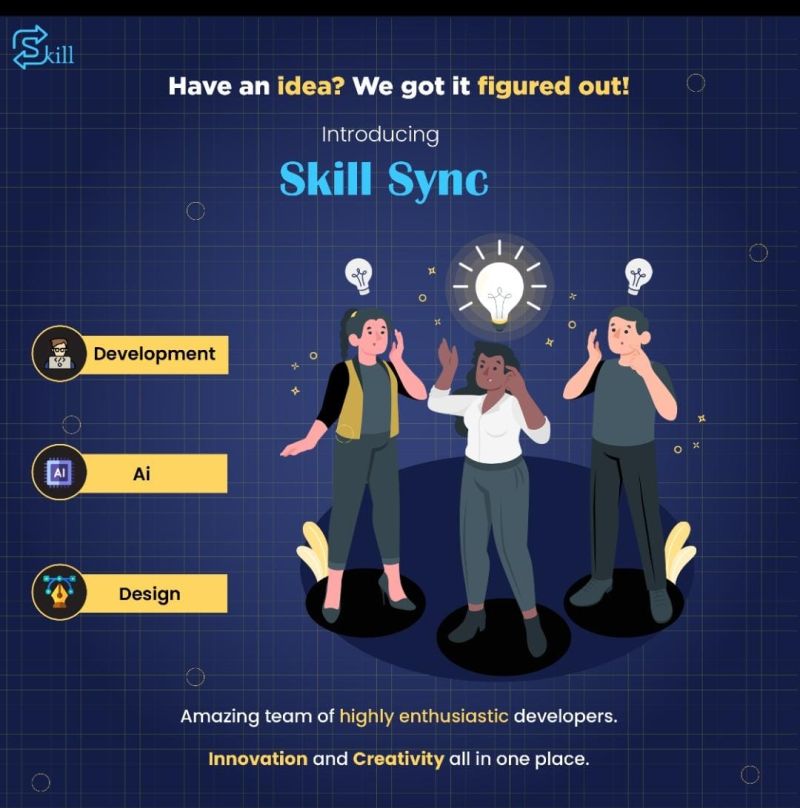 Skill
Have an idea? We got it figured out!
Introducing
Skill Sync
Development
AI
Ai
Design
Amazing team of highly enthusiastic developers.
Innovation and Creativity all in one place.